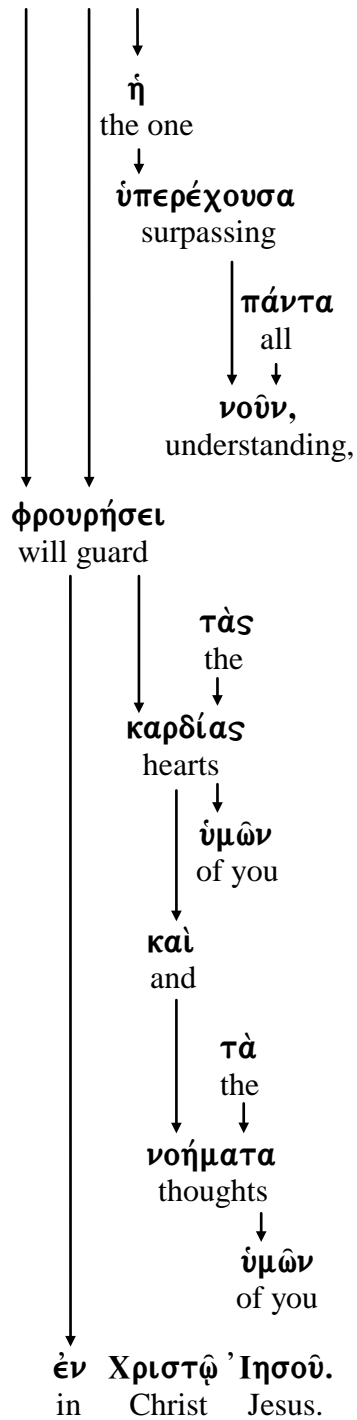 ἡ
the one
ὑπερέχουσα
surpassing
πάντα
all
νοῦν,
understanding,
φρουρήσει
will guard
τὰς
the
καρδίας
hearts
ὑμῶν
of you
καὶ
and
τὰ
the
νοήματα
thoughts
ὑμῶν
of you
ἐν Χριστῷ Ἰησοῦ.
in Christ Jesus.